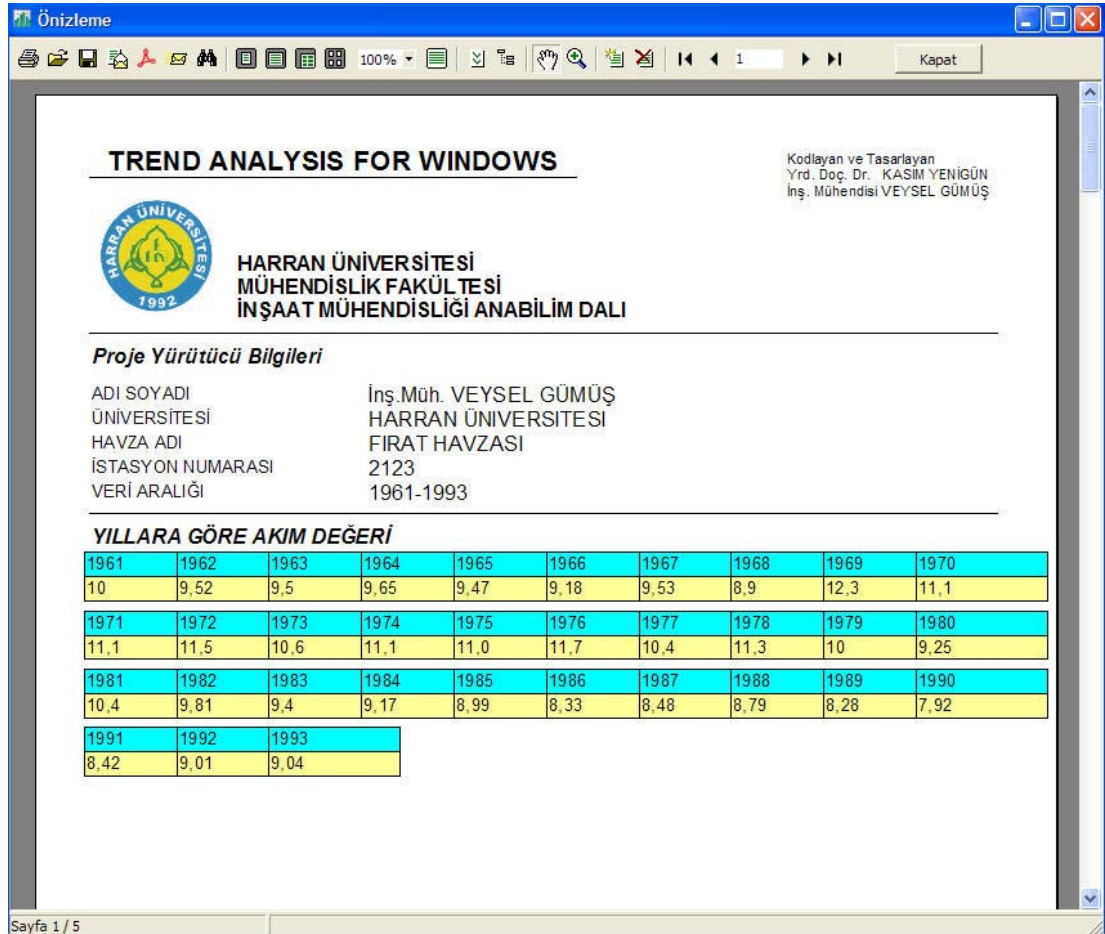 Önizleme
100%
1
Kapat
TREND ANALYSIS FOR WINDOWS
Kodlayan ve Tasarlayan
Yrd. Doç. Dr. KASIM YENİGÜN
İnş. Mühendisi VEYSEL GÜMÜŞ
HARRAN ÜNİVERSİTESİ
1992
HARRAN ÜNİVERSİTESİ
MÜHENDİSLİK FAKÜLTESİ
İNŞAAT MÜHENDİSLİĞİ ANABİLİM DALI
Proje Yürütücü Bilgileri
ADI SOYADI İnş.Müh. VEYSEL GÜMÜŞ
ÜNİVERSİTESİ HARRAN ÜNIVERSITESI
HAVZA ADI FIRAT HAVZASI
İSTASYON NUMARASI 2123
VERİ ARALIĞI 1961-1993
YILLARA GÖRE AKIM DEĞERİ
1961 1962 1963 1964 1965 1966 1967 1968 1969 1970
10 9,52 9,5 9,65 9,47 9,18 9,53 8,9 12,3 11,1
1971 1972 1973 1974 1975 1976 1977 1978 1979 1980
11,1 11,5 10,6 11,1 11,0 11,7 10,4 11,3 10 9,25
1981 1982 1983 1984 1985 1986 1987 1988 1989 1990
10,4 9,81 9,4 9,17 8,99 8,33 8,48 8,79 8,28 7,92
1991 1992 1993
8,42 9,01 9,04
Sayfa 1 / 5